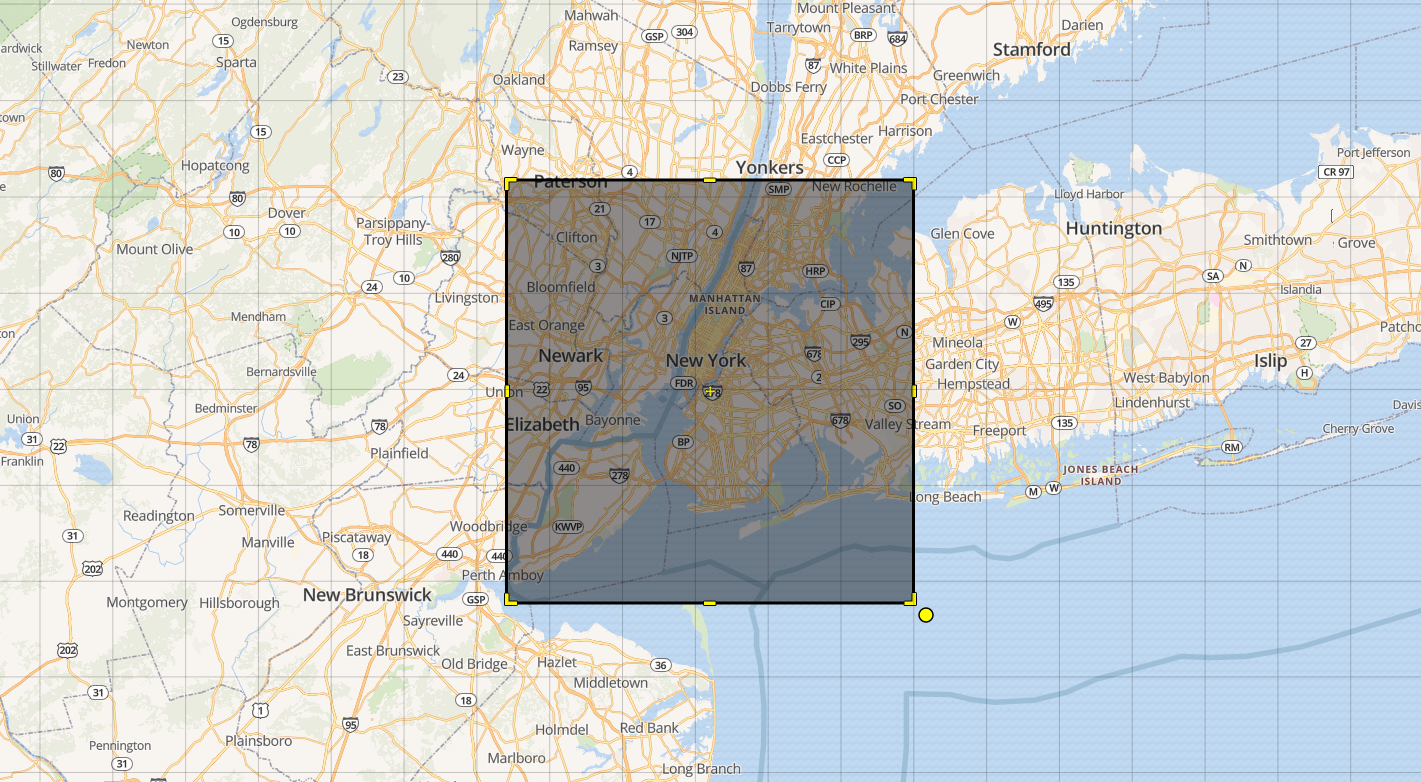 Ogdensburg
Mahwah
Mount Pleasant
Tarrytown
Darien
GSP
304
BRP
684
15
Newton
ardwick
Ramsey
Stamford
Stillwater
Fredon
Sparta
87
White Plains
Greenwich
23
Oakland
Dobbs Ferry
Port Chester
town
15
Eastchester
Harrison
Wayne
CCP
Port Jefferson
Hopatcong
80
4
Yonkers
CR 97
Paterson
SMP
New Rochelle
Lloyd Harbor
80
21
Dover
Parsippany-
Troy Hills
17
4
Huntington
10
10
Clifton
Glen Cove
Smithtown
Grove
Mount Olive
280
NJTP
3
87
HRP
N
SA
10
24
Bloomfield
135
Islandia
Livingston
MANHATTAN
ISLAND
CIP
495
Mendham
3
W
East Orange
N
Patcho
Newark
New York
678
295
Mineola
27
Garden City
Islip
Bernardsville
24
Union
22
95
FDR
278
2
Hempstead
West Babylon
H
Bedminster
SO
Lindenhurst
Davis
Union
Elizabeth
Bayonne
678
Valley Stream
Freeport
135
Cherry Grove
31
22
78
78
BP
RM
Franklin
Plainfield
440
278
JONES BEACH
ISLAND
Long Beach
M
W
Readington
Somerville
Woodbridge
KWVP
31
Manville
Piscataway
18
440
440
202
Perth Amboy
New Brunswick
GSP
Montgomery
Hillsborough
Sayreville
202
East Brunswick
Old Bridge
Hazlet
36
31
Middletown
18
1
95
Holmdel
Red Bank
Pennington
Plainsboro
31
Marlboro
Long Branch